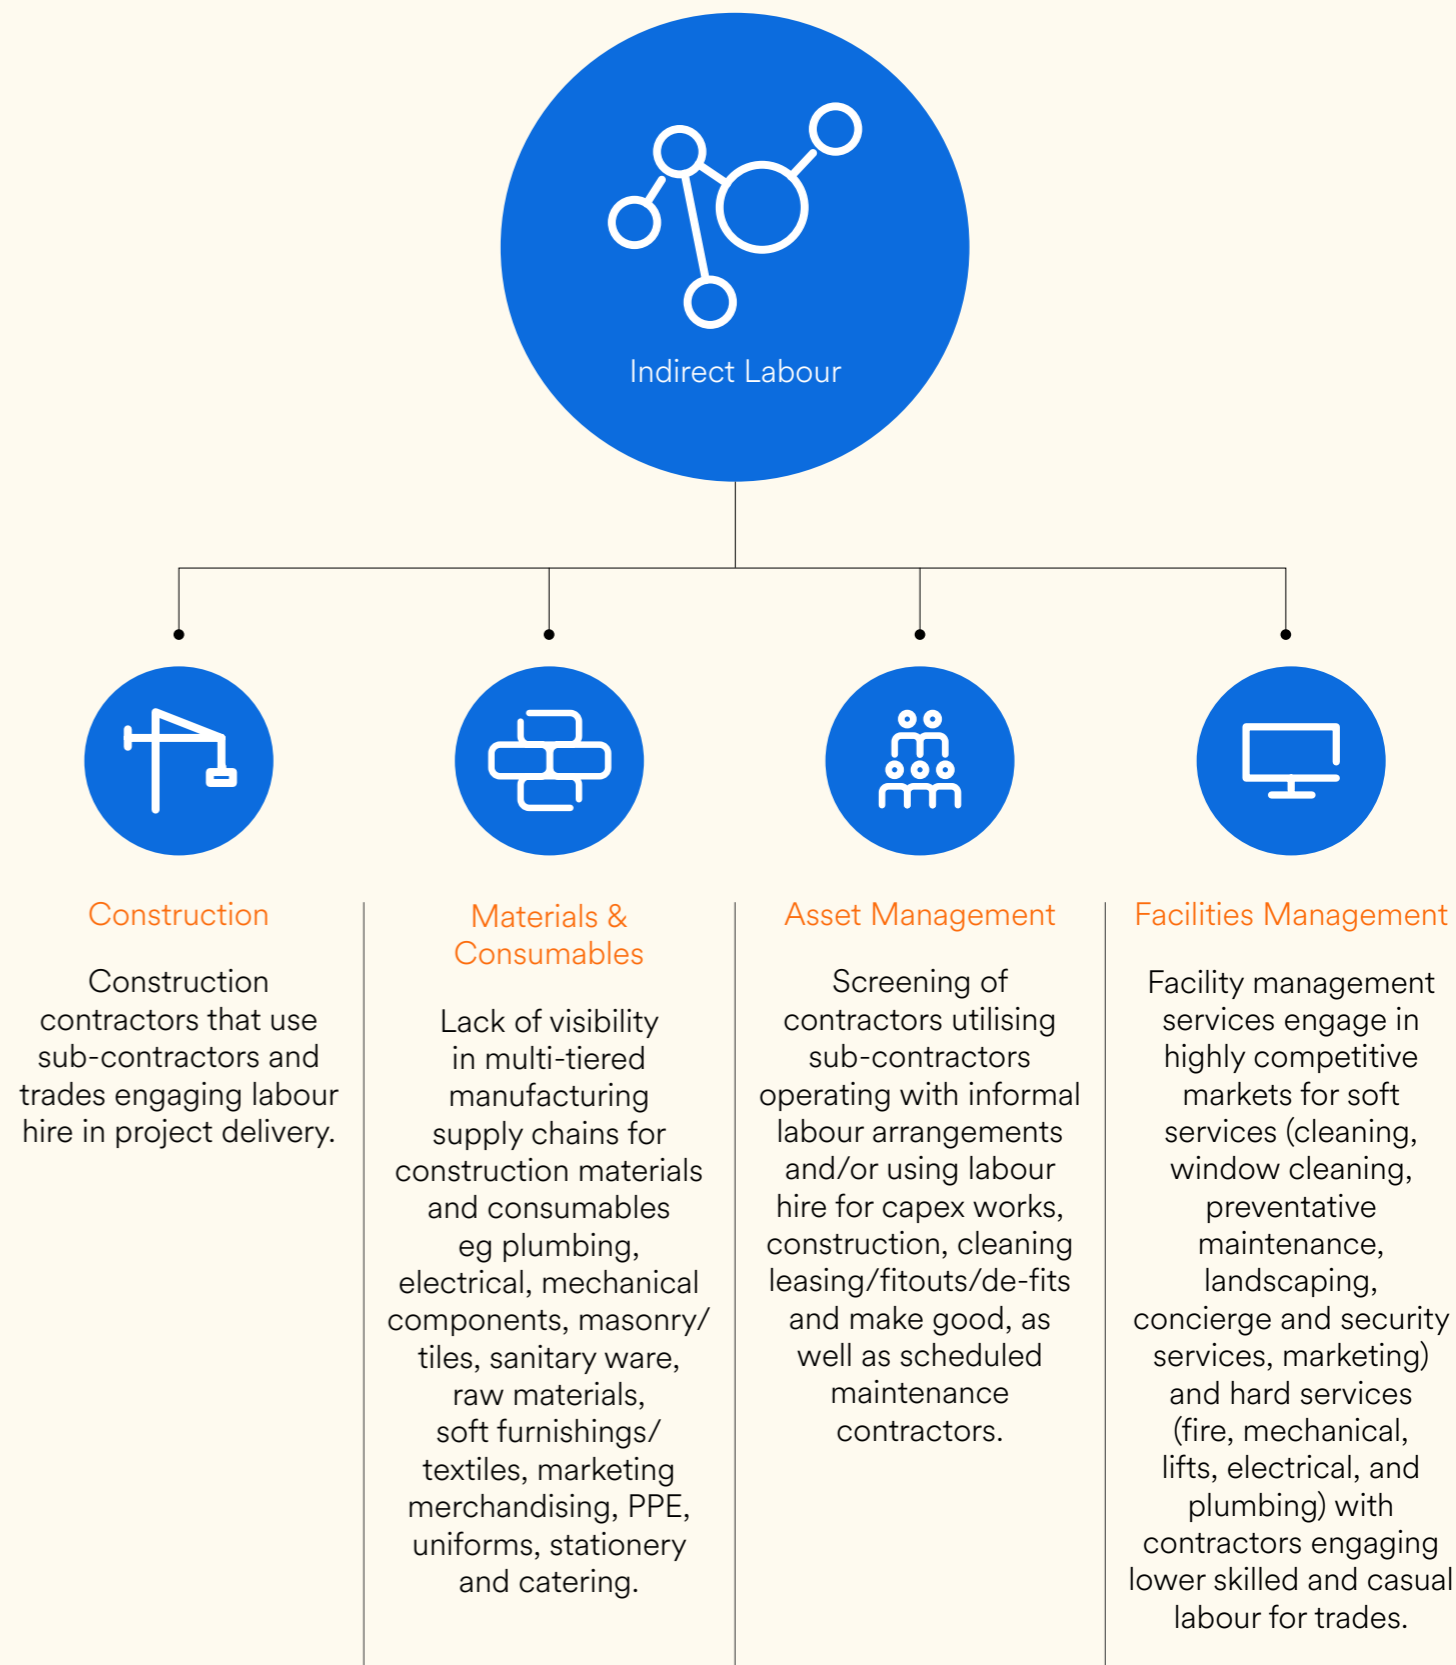 Indirect Labour
Construction
Construction
contractors that use
sub-contractors and
trades engaging labour
hire in project delivery.
Materials &
Consumables
Lack of visibility
in multi-tiered
manufacturing
supply chains for
construction materials
and consumables
eg plumbing,
electrical, mechanical
components, masonry/
tiles, sanitary ware,
raw materials,
soft furnishings/
textiles, marketing
merchandising, PPE,
uniforms, stationery
and catering.
Asset Management
Screening of
contractors utilising
sub-contractors
operating with informal
labour arrangements
and/or using labour
hire for capex works,
construction, cleaning
leasing/fitouts/de-fits
and make good, as
well as scheduled
maintenance
contractors.
Facilities Management
Facility management
services engage in
highly competitive
markets for soft
services (cleaning,
window cleaning,
preventative
maintenance,
landscaping,
concierge and security
services, marketing)
and hard services
(fire, mechanical,
lifts, electrical, and
plumbing) with
contractors engaging
lower skilled and casual
labour for trades.